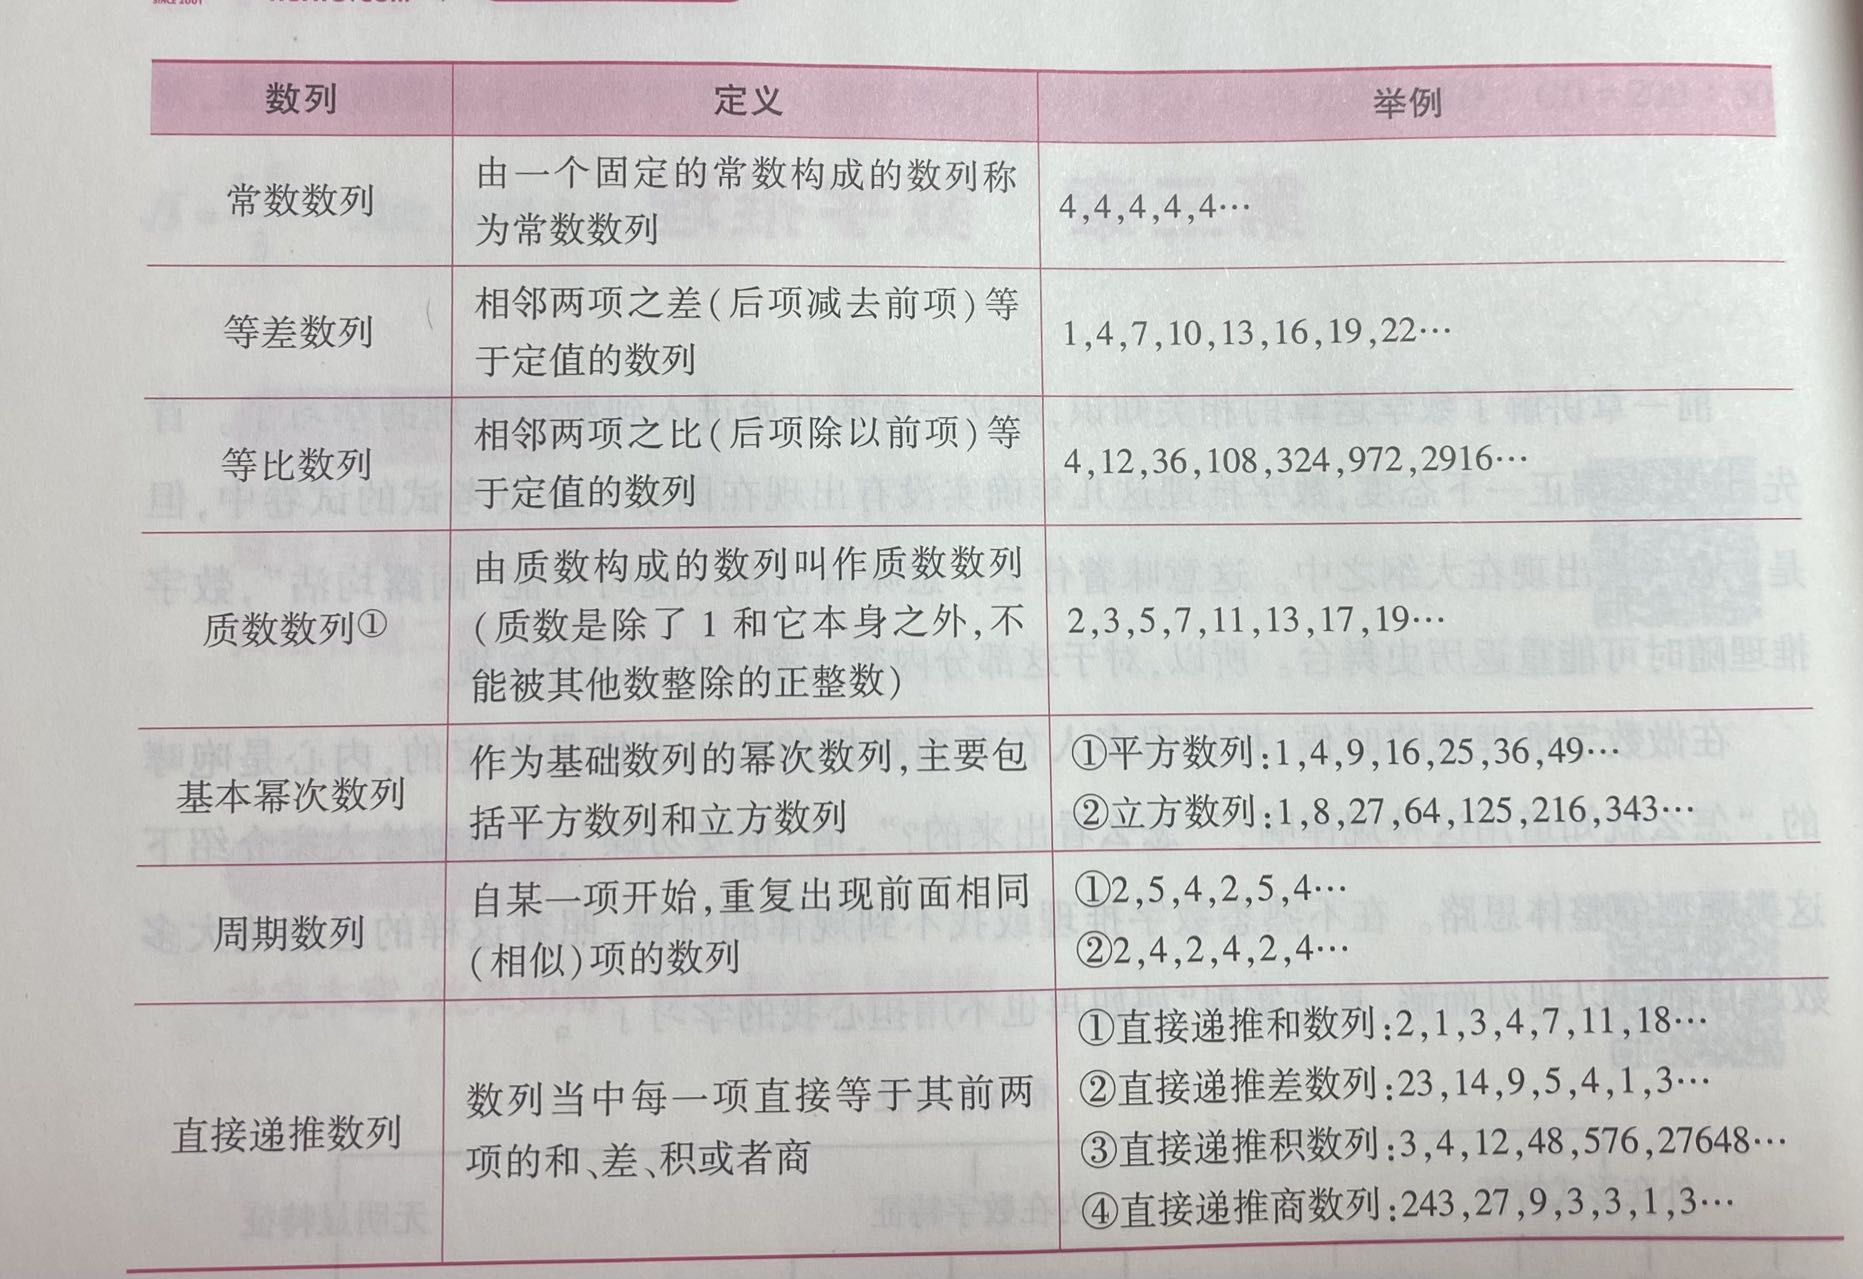 数列 定义 举例
常数数列
由一个固定的常数构成的数列称
为常数数列
4,4,4,4,4…
等差数列
相邻两项之差(后项减去前项)等
于定值的数列
1,4,7,10,13,16,19,22…
等比数列
相邻两项之比(后项除以前项)等
于定值的数列
4,12,36,108,324,972,2916…
质数数列①
由质数构成的数列叫作质数数列
(质数是除了 1 和它本身之外,不
能被其他数整除的正整数)
2,3,5,7,11,13,17,19…
基本幂次数列
作为基础数列的幂次数列,主要包
括平方数列和立方数列
①平方数列:1,4,9,16,25,36,49…
②立方数列:1,8,27,64,125,216,343…
周期数列
自某一项开始,重复出现前面相同
(相似)项的数列
①2,5,4,2,5,4…
②2,4,2,4,2,4…
直接递推数列
数列当中每一项直接等于其前两
项的和、差、积或者商
①直接递推和数列:2,1,3,4,7,11,18…
②直接递推差数列:23,14,9,5,4,1,3…
③直接递推积数列:3,4,12,48,576,27648…
④直接递推商数列:243,27,9,3,3,1,3…